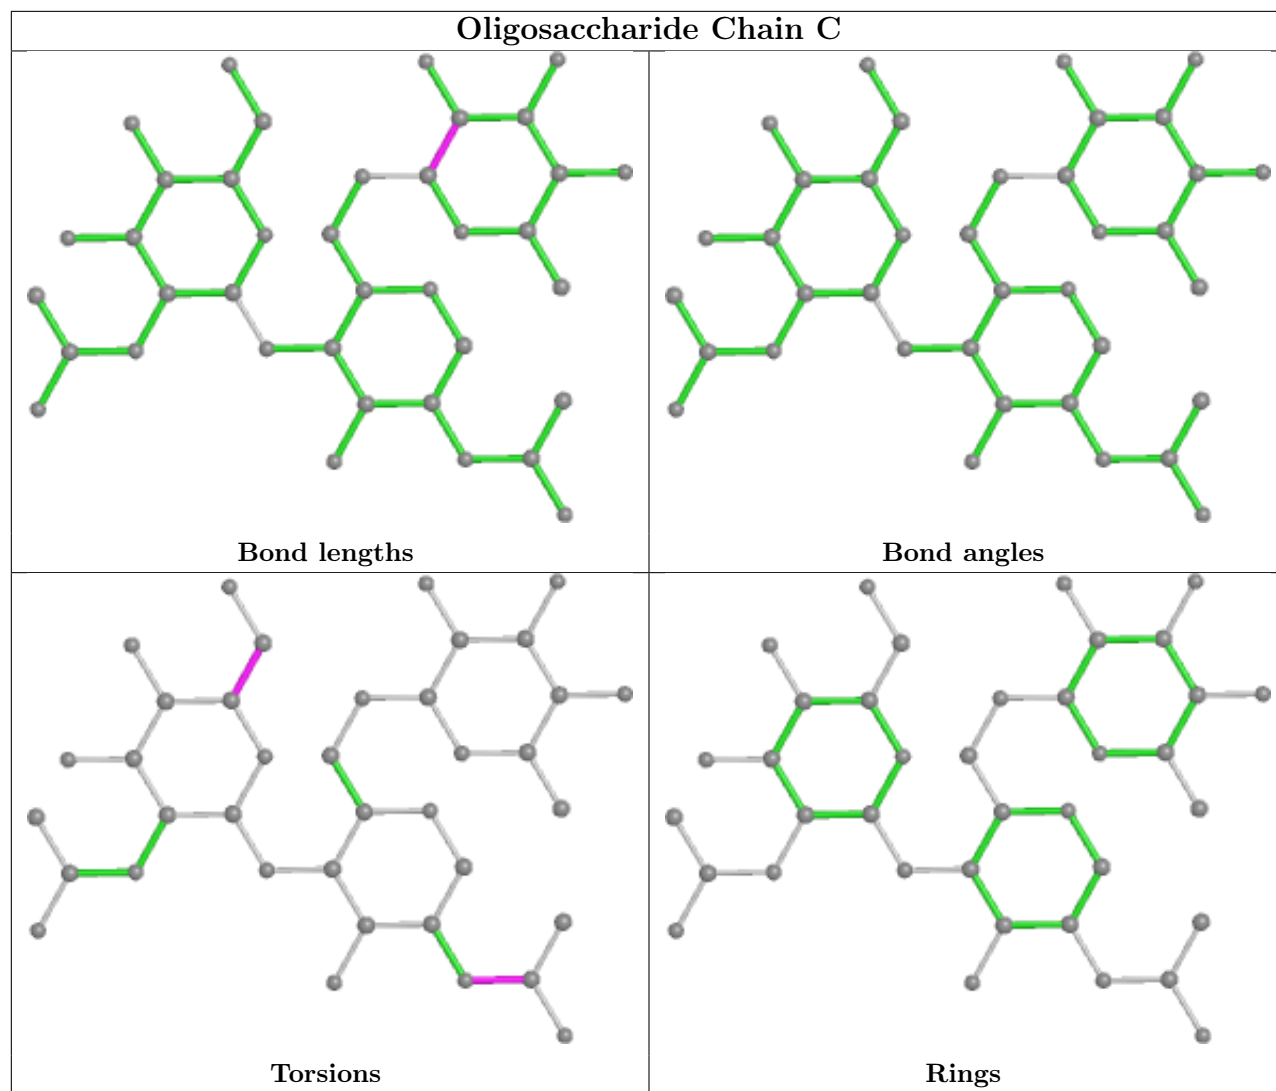 Oligosaccharide Chain C
Bond lengths
Bond angles
Torsions
Rings